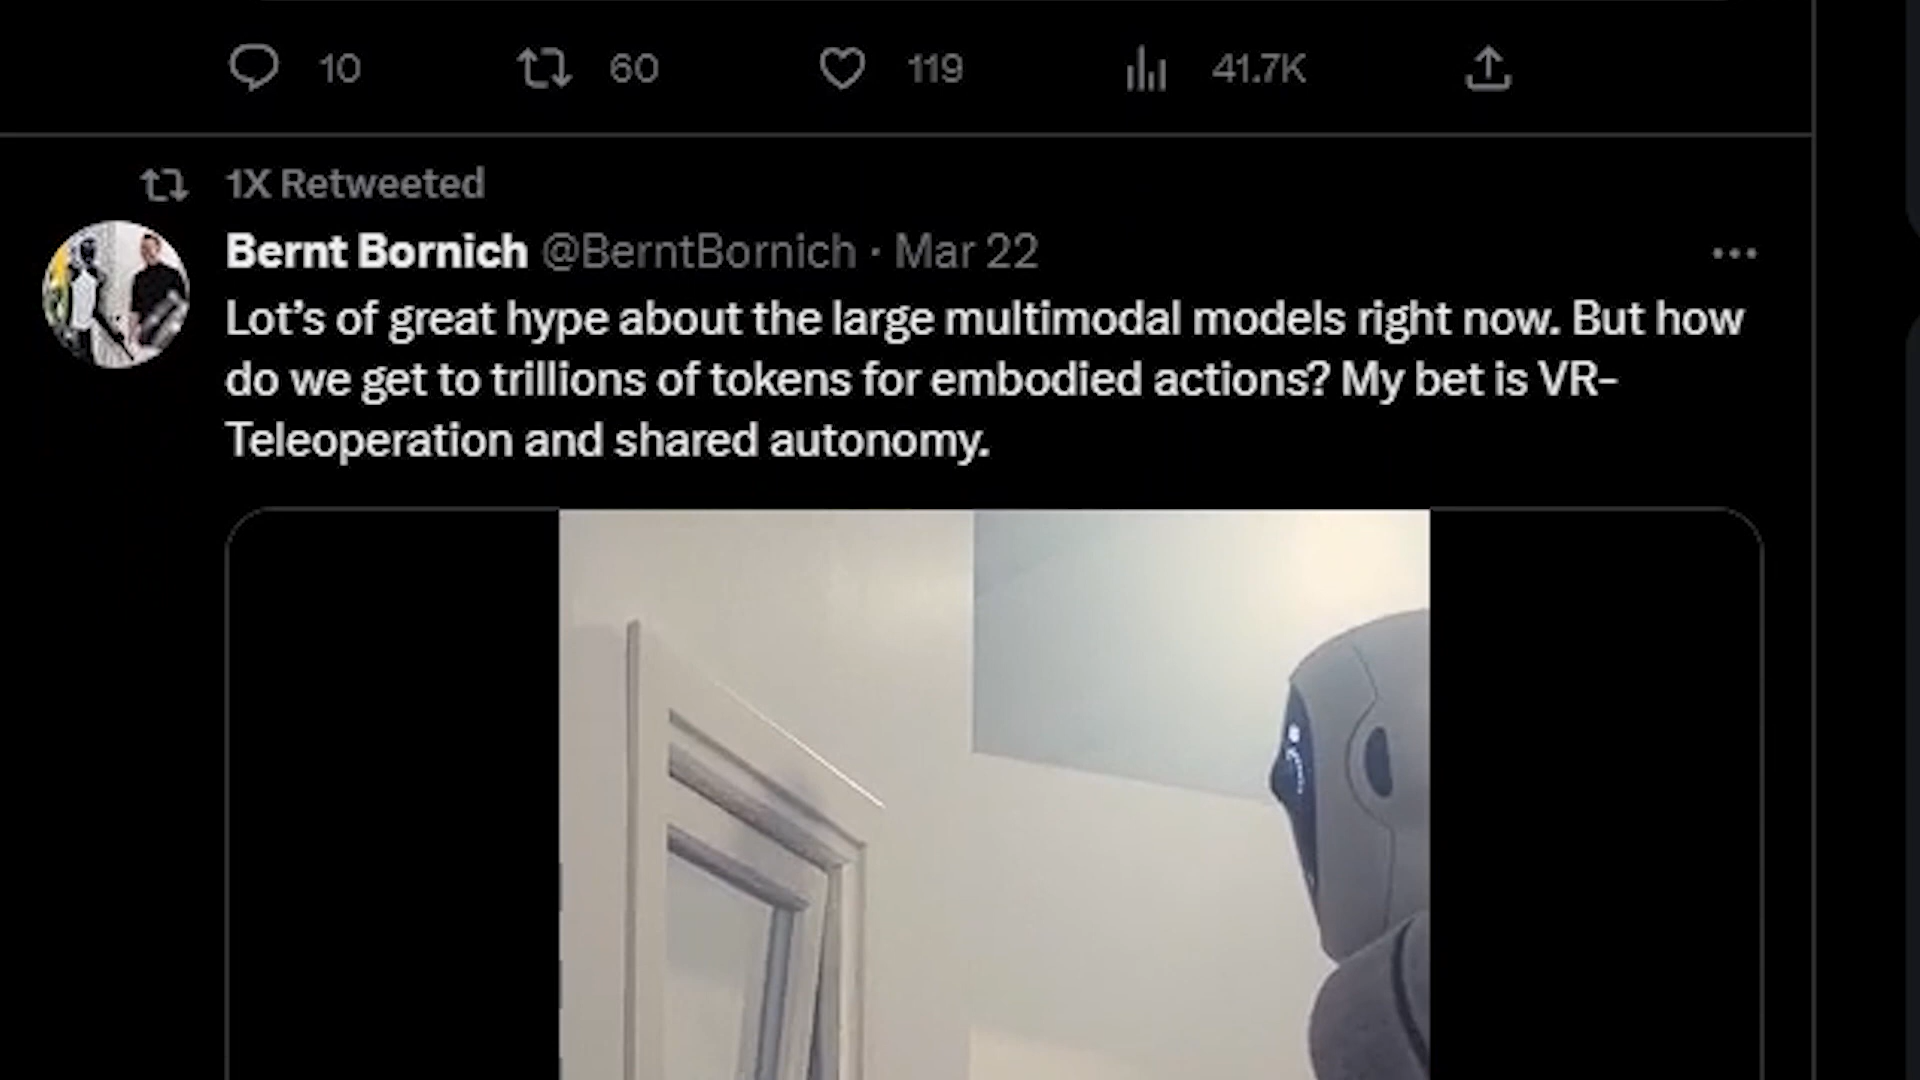 10 60 119 41.7K
1X Retweeted
Bernt Bornich @BerntBornich · Mar 22
Lot’s of great hype about the large multimodal models right now. But how
do we get to trillions of tokens for embodied actions? My bet is VR-
Teleoperation and shared autonomy.